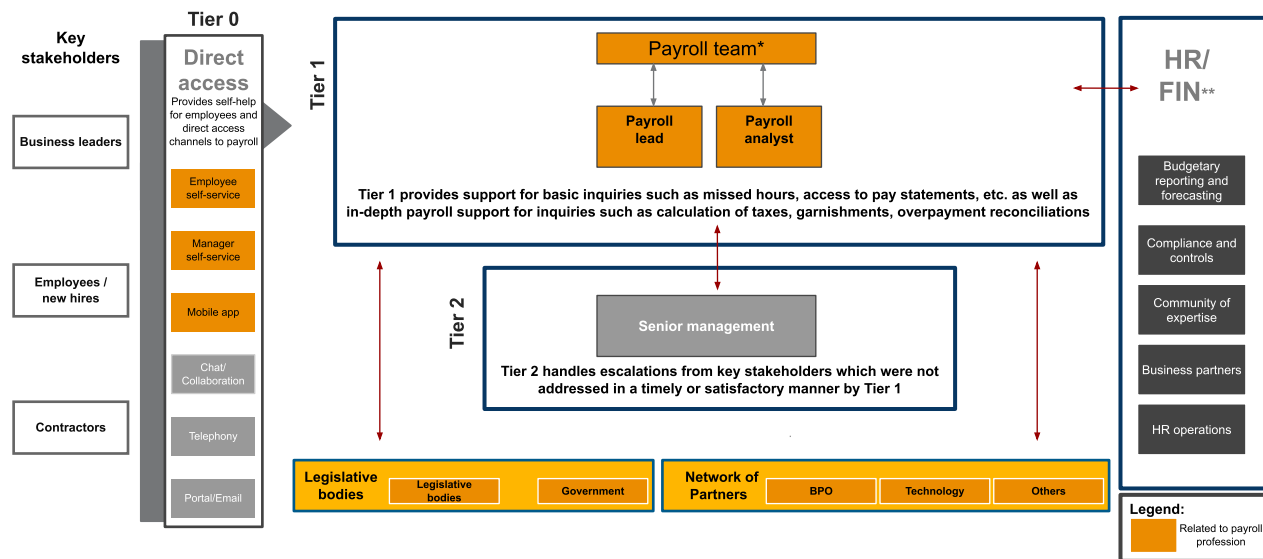 Key
stakeholders
Business leaders
Employees /
new hires
Contractors
Tier 0
Direct
access
Provides self-help
for employees and
direct access
channels to payroll
Employee
self-service
Manager
self-service
Mobile app
Chat/
Collaboration
Telephony
Portal/Email
Tier 1
Payroll team*
Payroll
lead
Payroll
analyst
Tier 1 provides support for basic inquiries such as missed hours, access to pay statements, etc. as well as
in-depth payroll support for inquiries such as calculation of taxes, garnishments, overpayment reconciliations
Tier 2
Senior management
Tier 2 handles escalations from key stakeholders which were not
addressed in a timely or satisfactory manner by Tier 1
Legislative
bodies
Legislative
bodies
Government
Network of
Partners
BPO
Technology
Others
HR/
FIN**
Budgetary
reporting and
forecasting
Compliance and
controls
Community of
expertise
Business partners
HR operations
Legend:
Related to payroll
profession